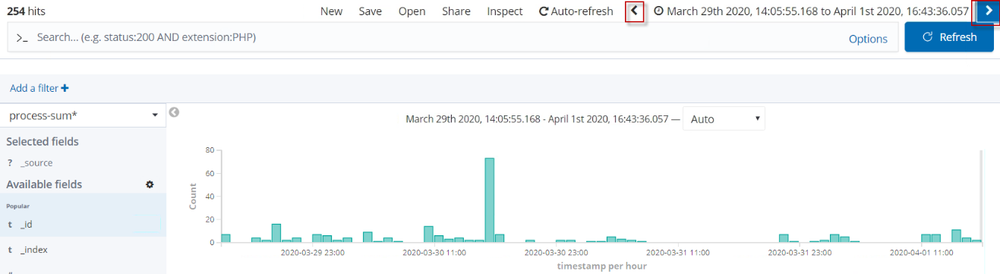 254 hits New Save Open Share Inspect Auto-refresh March 29th 2020, 14:05:55.168 to April 1st 2020, 16:43:36.057
>_ Search... (e.g. status:200 AND extension:PHP) Options Refresh
Add a filter +
process-sum*
March 29th 2020, 14:05:55.168 - April 1st 2020, 16:43:36.057 — Auto
Selected fields
? _source
Available fields
Popular
t _id
t _index
Count
80
60
40
20
0
2020-03-29 23:00 2020-03-30 11:00 2020-03-30 23:00 2020-03-31 11:00 2020-03-31 23:00 2020-04-01 11:00
timestamp per hour